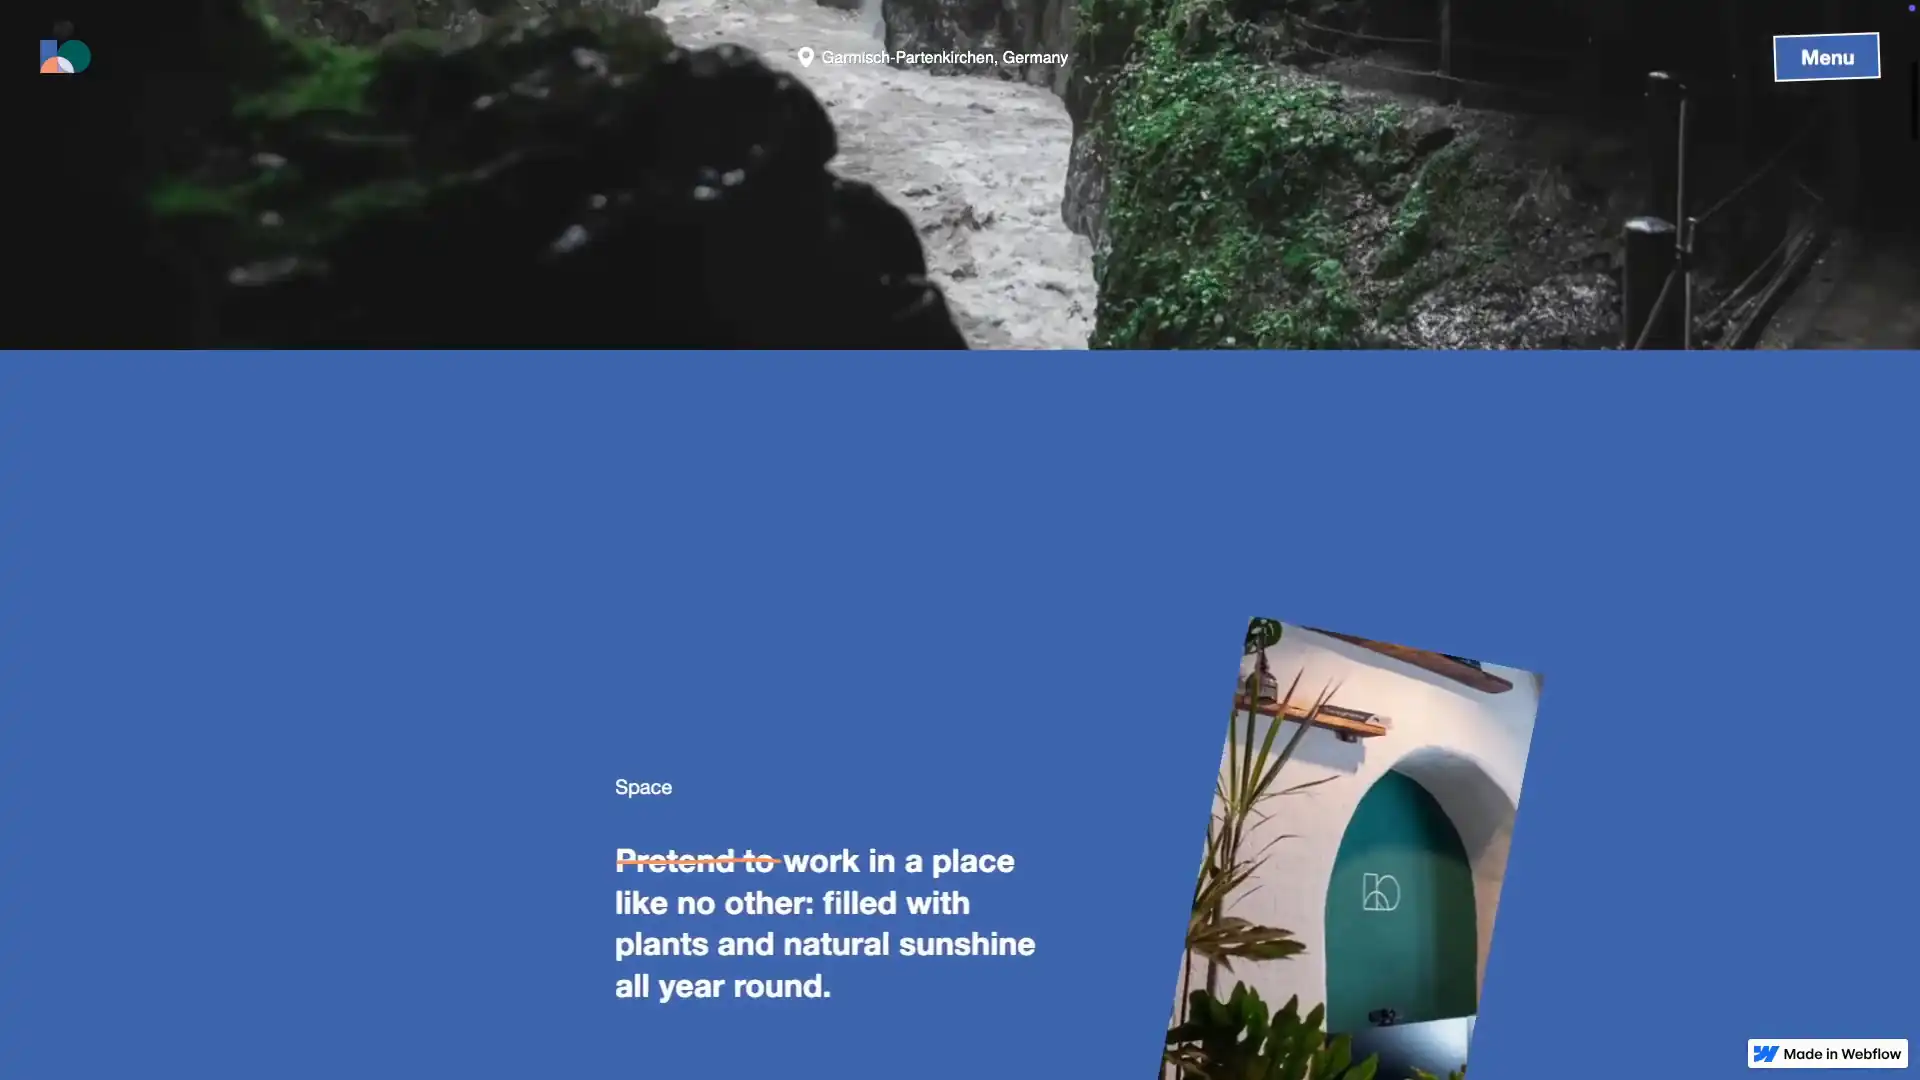 Garmisch-Partenkirchen, Germany
Menu
Space
Pretend to work in a place
like no other: filled with
plants and natural sunshine
all year round.
Made in Webflow